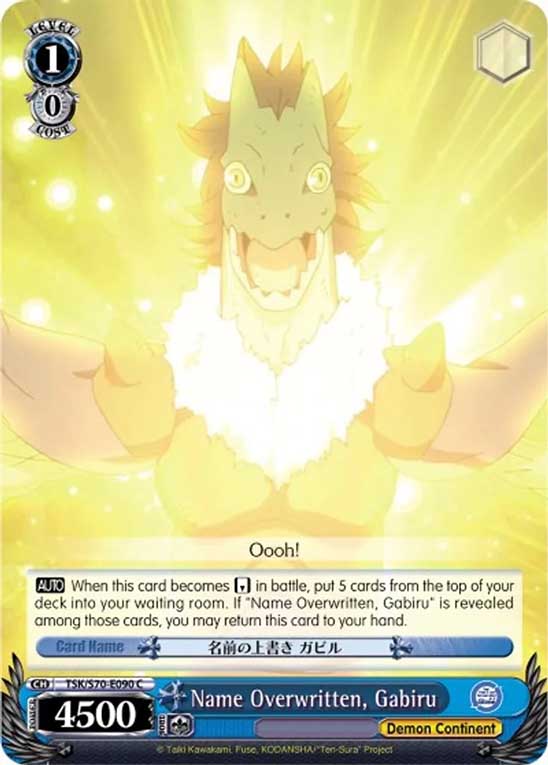 LEVEL
1
0
COST
Oooh!
AUTO When this card becomes in battle, put 5 cards from the top of your
deck into your waiting room. If "Name Overwritten, Gabiru" is revealed
among those cards, you may return this card to your hand.
Card Name 名前の上書き ガビル
CH TSK/S70-E090 C
Name Overwritten, Gabiru
POWER 4500 SOUL
Demon Continent
© Taiki Kawakami, Fuse, KODANSHA/"Ten-Sura" Project